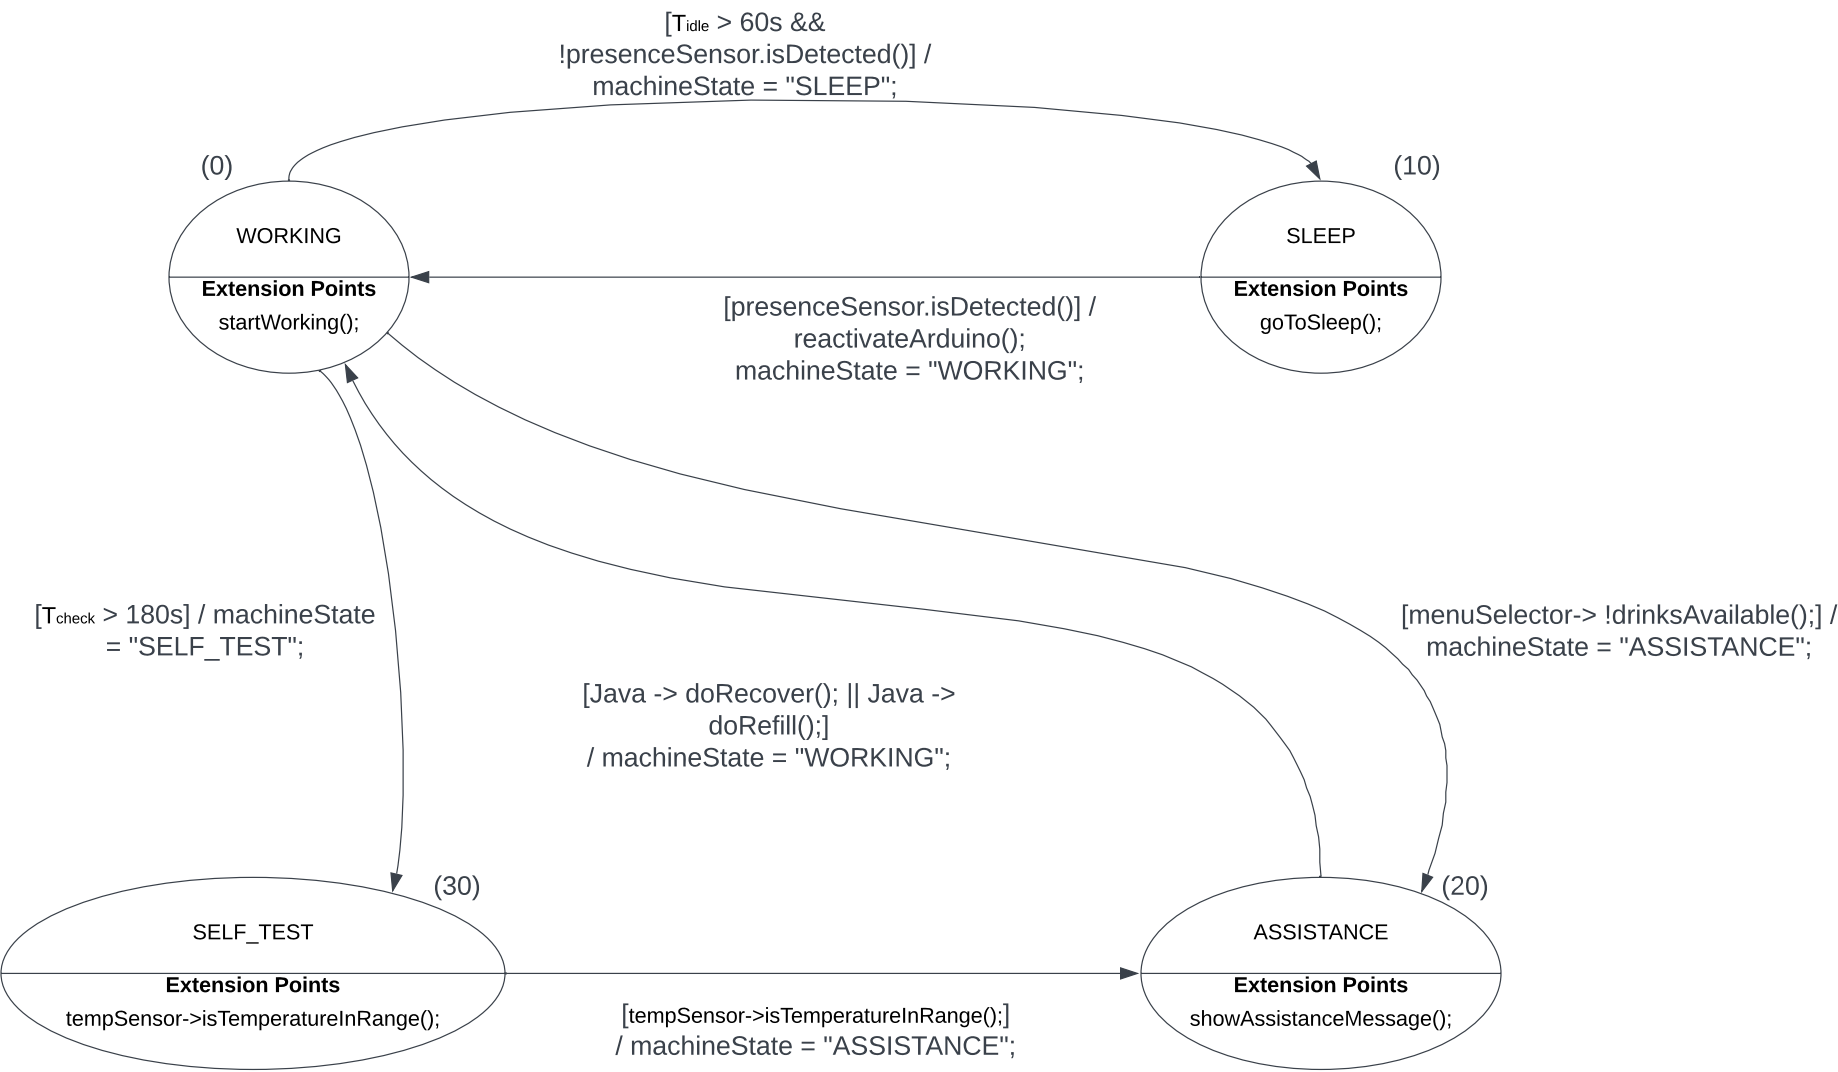 [Tidle > 60s &&
!presenceSensor.isDetected()] /
machineState = "SLEEP";
(0)
(10)
WORKING
Extension Points
startWorking();
SLEEP
Extension Points
goToSleep();
[presenceSensor.isDetected()] /
reactivateArduino();
machineState = "WORKING";
[Tcheck > 180s] / machineState
= "SELF_TEST";
[menuSelector-> !drinksAvailable();] /
machineState = "ASSISTANCE";
[Java -> doRecover(); || Java ->
doRefill();]
/ machineState = "WORKING";
(30)
(20)
SELF_TEST
Extension Points
tempSensor->isTemperatureInRange();
[tempSensor->isTemperatureInRange();]
/ machineState = "ASSISTANCE";
ASSISTANCE
Extension Points
showAssistanceMessage();